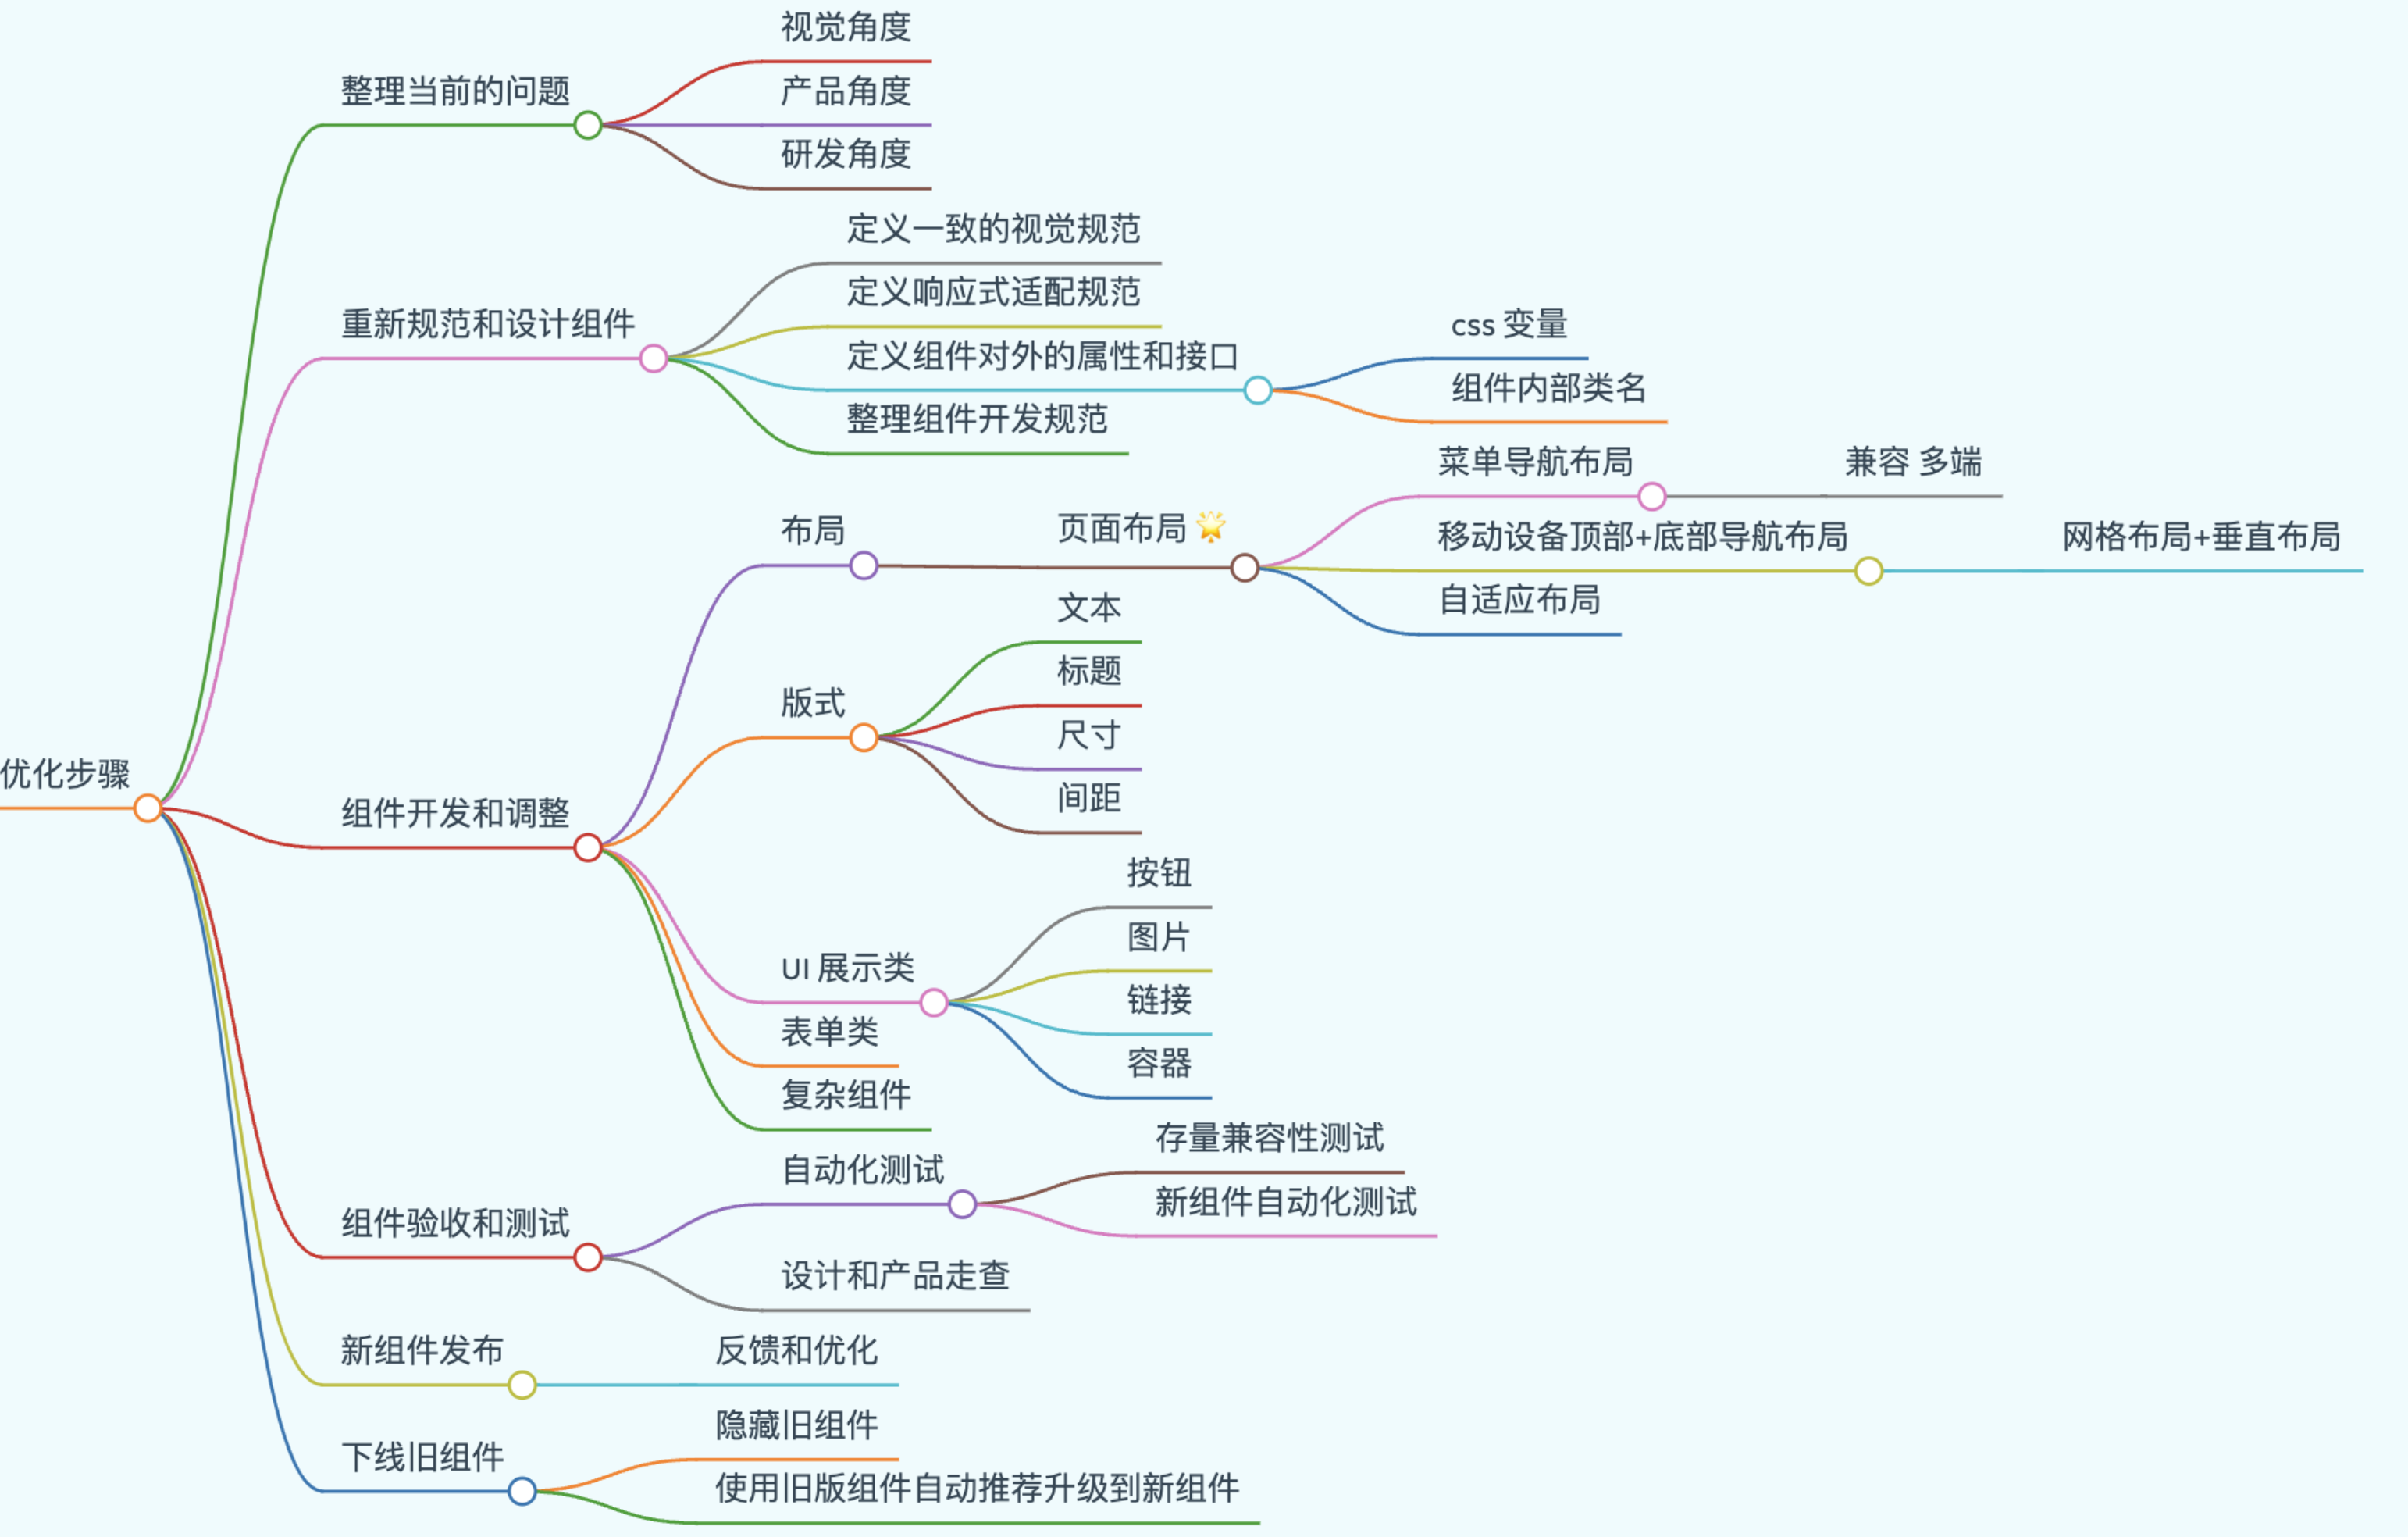 优化步骤
整理当前的问题
视觉角度
产品角度
研发角度
重新规范和设计组件
定义一致的视觉规范
定义响应式适配规范
定义组件对外的属性和接口
css 变量
组件内部类名
整理组件开发规范
组件开发和调整
布局
页面布局 🌟
菜单导航布局
兼容 多端
移动设备顶部+底部导航布局
网格布局+垂直布局
自适应布局
版式
文本
标题
尺寸
间距
UI 展示类
按钮
图片
链接
容器
表单类
复杂组件
组件验收和测试
自动化测试
存量兼容性测试
新组件自动化测试
设计和产品走查
新组件发布
反馈和优化
下线旧组件
隐藏旧组件
使用旧版组件自动推荐升级到新组件